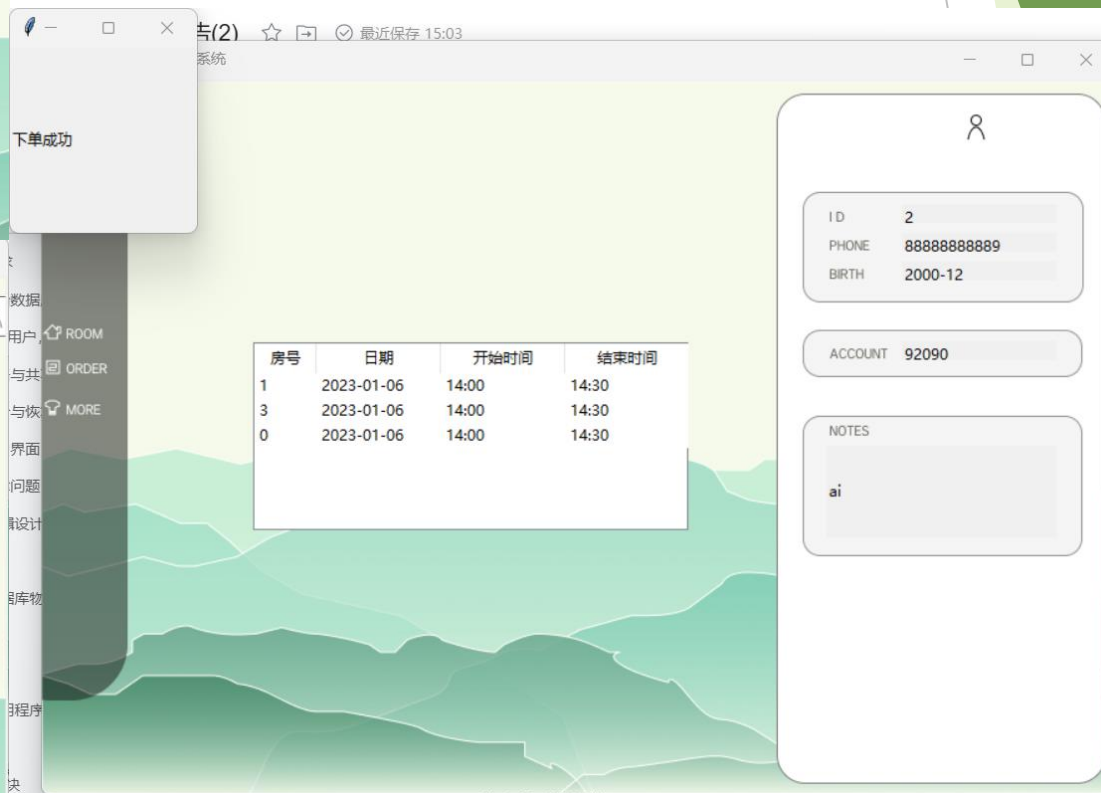 告(2) 最近保存 15:03
系统
下单成功
数据
用户,
与共
与恢
界面
问题
设计
库物
程序
决
ROOM
ORDER
MORE
房号 日期 开始时间 结束时间
1 2023-01-06 14:00 14:30
3 2023-01-06 14:00 14:30
0 2023-01-06 14:00 14:30
ID 2
PHONE 88888888889
BIRTH 2000-12
ACCOUNT 92090
NOTES
ai